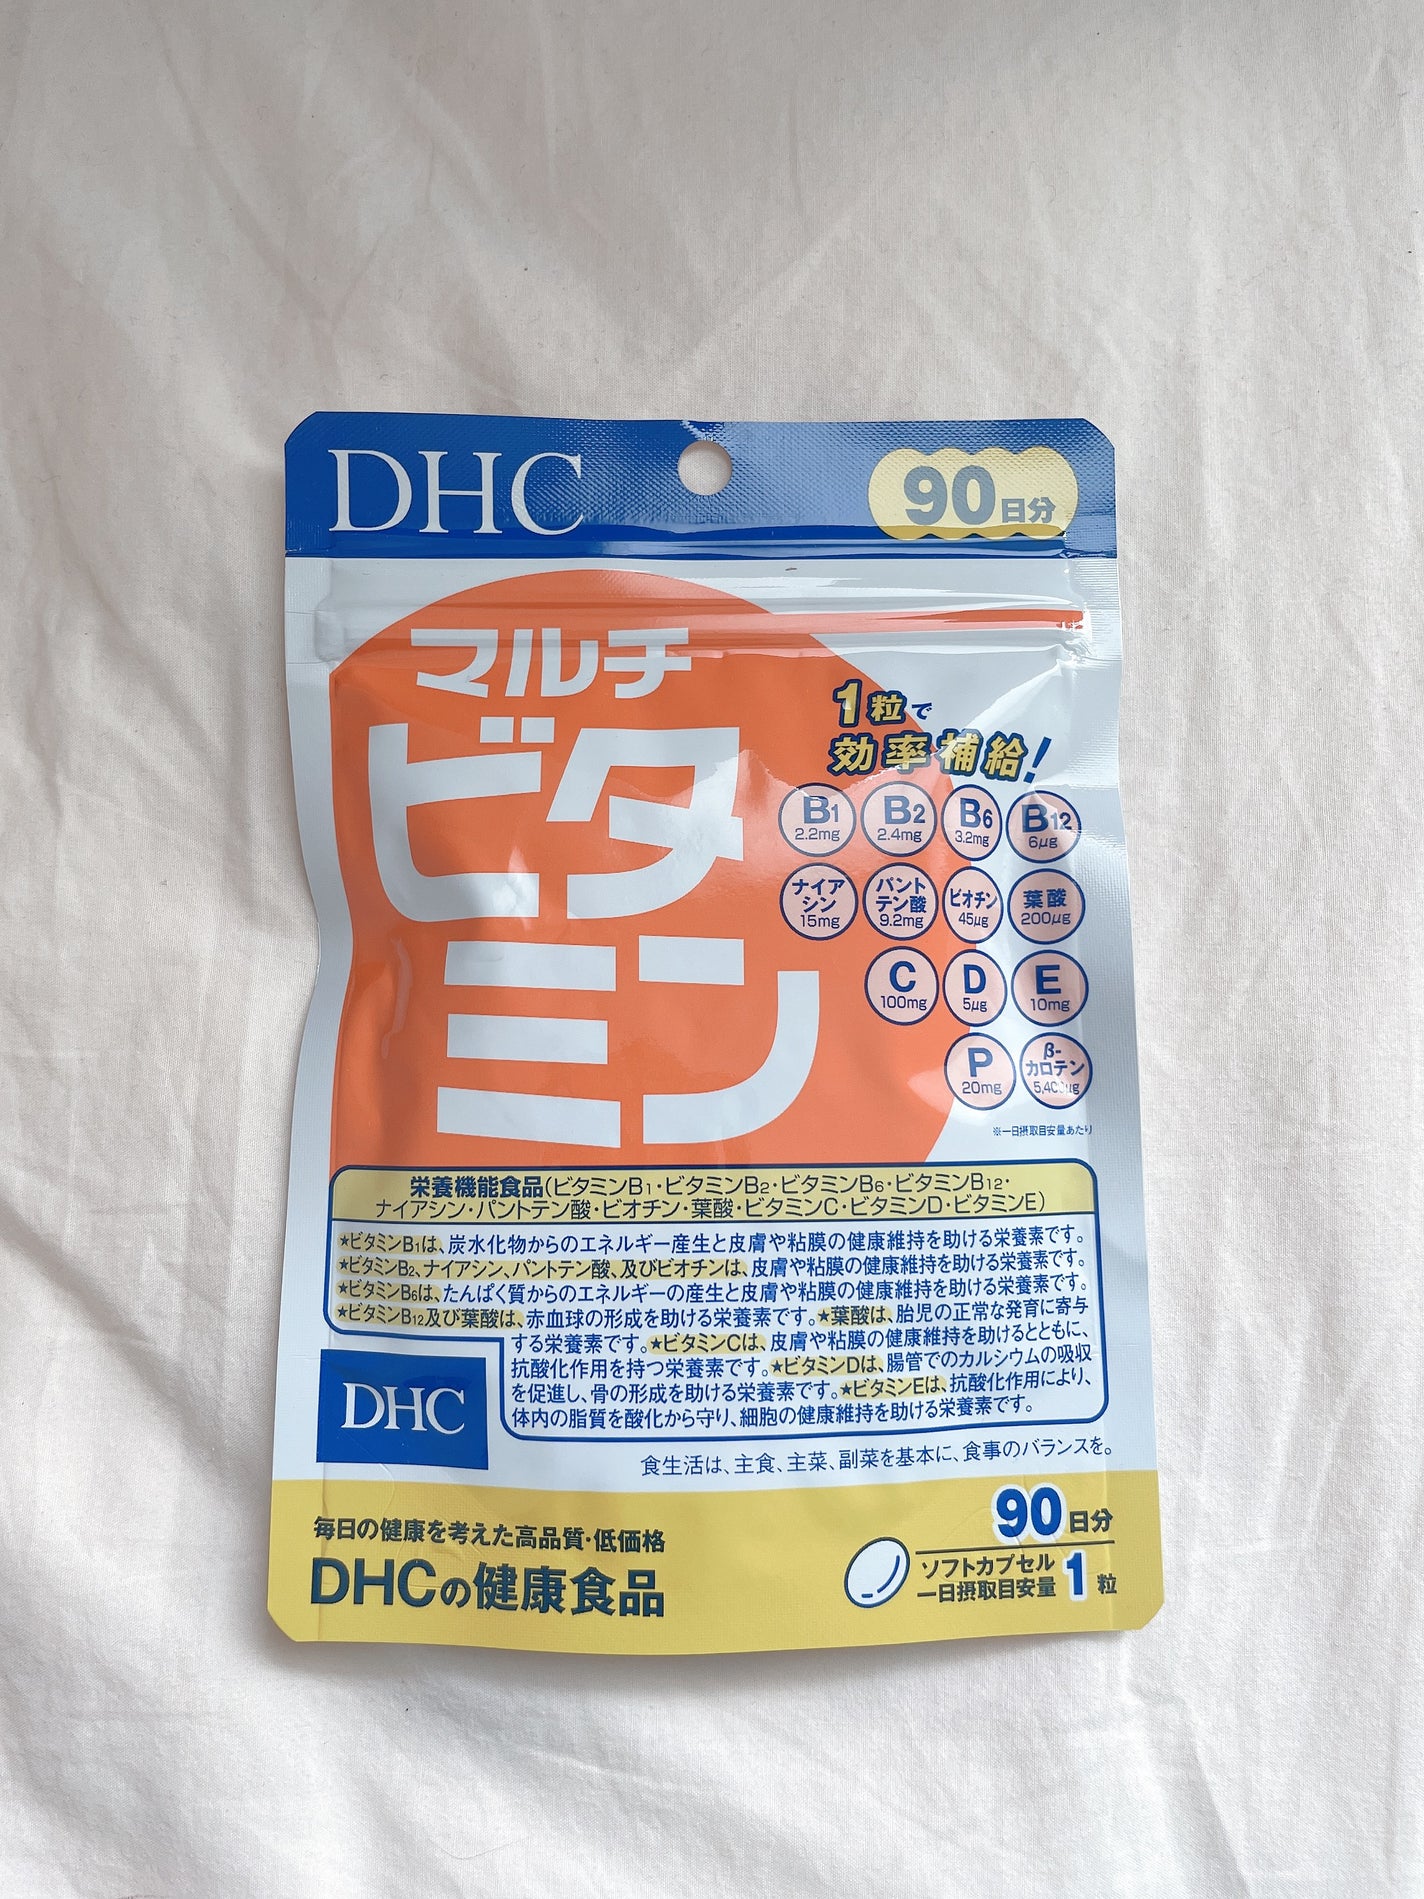 DHC
90日分
マルチ
ビタ
ミン
1粒で
効率補給!
B1 B2 B6 B12
2.2mg 2.4mg 3.2mg 6μg
ナイア パント ビオチン 葉酸
シン テン酸 45μg 200μg
15mg 9.2mg
C D E
100mg 5μg 10mg
P β-
20mg カロテン
※一日摂取目安量あたり
栄養機能食品(ビタミンB1・ビタミンB2・ビタミンB6・ビタミンB12・
ナイアシン・パントテン酸・ビオチン・葉酸・ビタミンC・ビタミンD・ビタミンE)
★ビタミンB1は、炭水化物からのエネルギー産生と皮膚や粘膜の健康維持を助ける栄養素です。
★ビタミンB2、ナイアシン、パントテン酸、及びビオチンは、皮膚や粘膜の健康維持を助ける栄養素です。
★ビタミンB6は、たんぱく質からのエネルギーの産生と皮膚や粘膜の健康維持を助ける栄養素です。
★ビタミンB12及び葉酸は、赤血球の形成を助ける栄養素です。★葉酸は、胎児の正常な発育に寄与
する栄養素です。★ビタミンCは、皮膚や粘膜の健康維持を助けるとともに、
抗酸化作用を持つ栄養素です。★ビタミンDは、腸管でのカルシウムの吸収
を促進し、骨の形成を助ける栄養素です。★ビタミンEは、抗酸化作用により、
体内の脂質を酸化から守り、細胞の健康維持を助ける栄養素です。
DHC
食生活は、主食、主菜、副菜を基本に、食事のバランスを。
毎日の健康を考えた高品質・低価格
DHCの健康食品
90日分
ソフトカプセル
一日摂取目安量 1粒